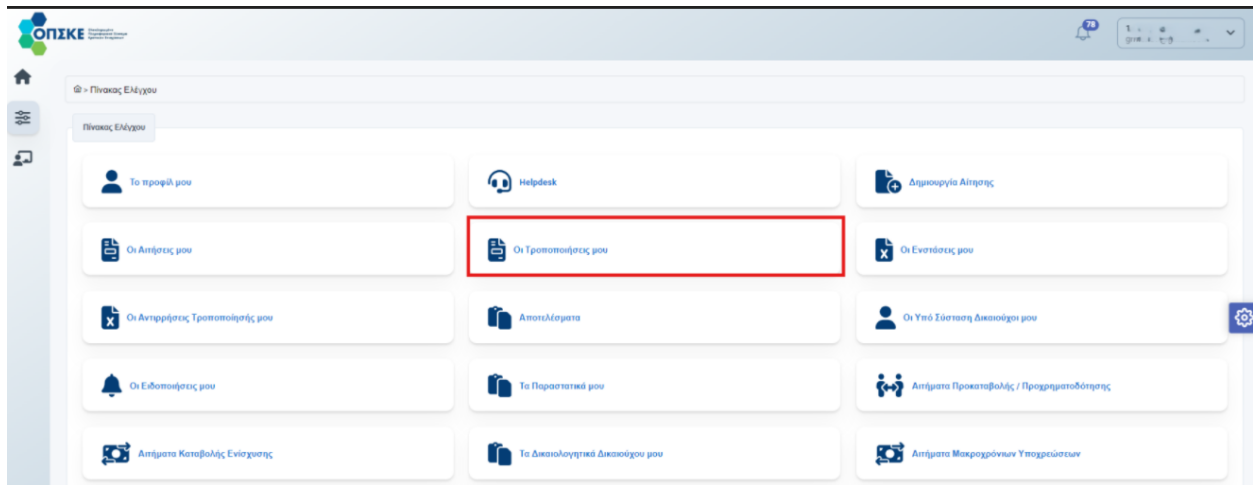 ΟΠΣΚΕ
78
» Πίνακας Ελέγχου
Πίνακας Ελέγχου
Το προφίλ μου
Helpdesk
Δημιουργία Αίτησης
Οι Αιτήσεις μου
Οι Τροποποιήσεις μου
Οι Ενστάσεις μου
Οι Αντιρρήσεις Τροποποίησής μου
Αποτελέσματα
Οι Υπό Σύσταση Δικαιούχοι μου
Οι Ειδοποιήσεις μου
Τα Παραστατικά μου
Αιτήματα Προκαταβολής / Προχρηματοδότησης
Αιτήματα Καταβολής Ενίσχυσης
Τα Δικαιολογητικά Δικαιούχου μου
Αιτήματα Μακροχρόνιων Υποχρεώσεων